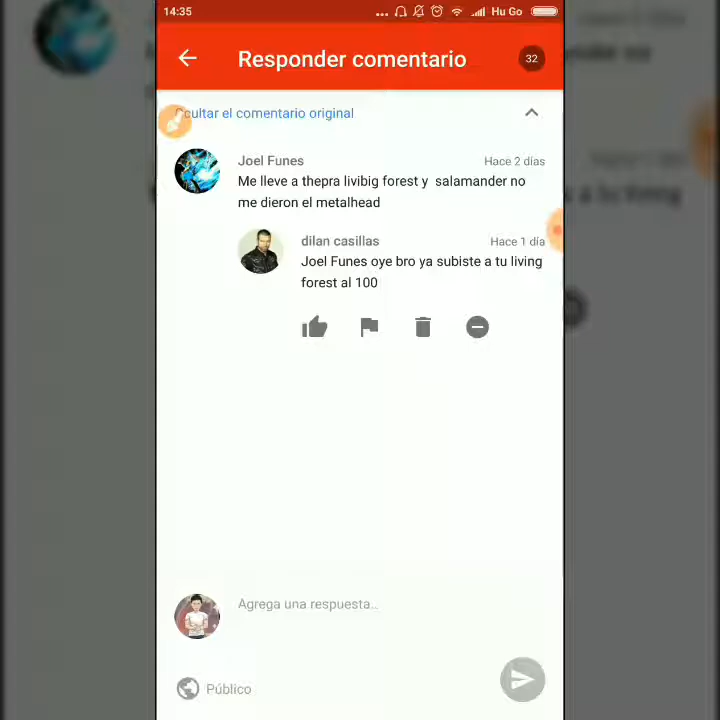 14:35
Hu Go
Responder comentario
32
cultar el comentario original
Joel Funes
Hace 2 días
Me lleve a thepra livibig forest y salamander no
me dieron el metalhead
dilan casillas
Hace 1 día
Joel Funes oye bro ya subiste a tu living
forest al 100
Agrega una respuesta...
Público